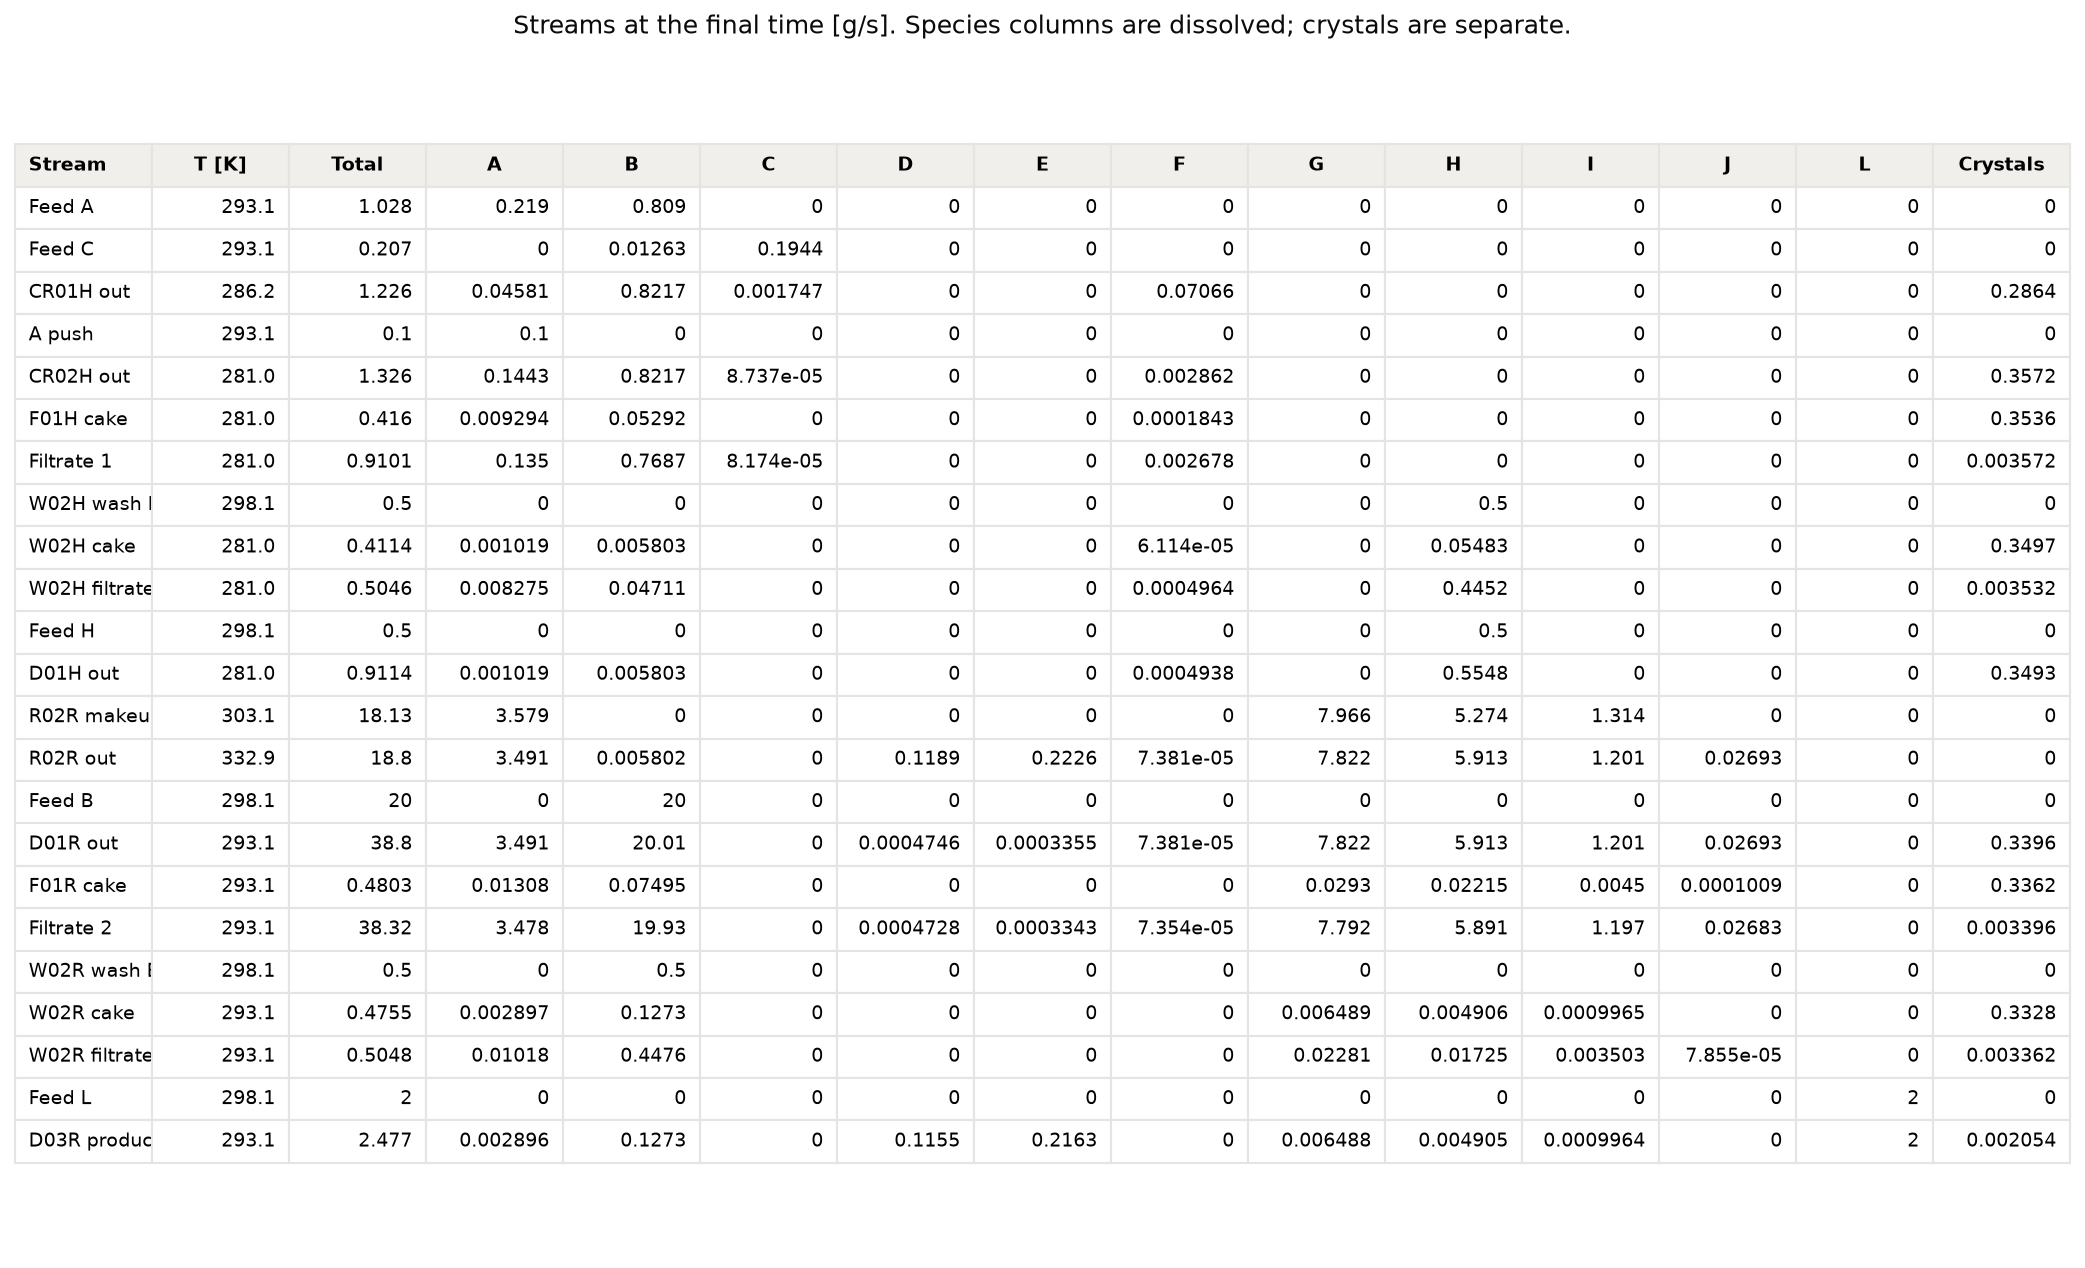 Streams at the final time [g/s]. Species columns are dissolved; crystals are separate.
Stream T [K] Total A B C D E F G H I J L Crystals
Feed A 293.1 1.028 0.219 0.809 0 0 0 0 0 0 0 0 0 0
Feed C 293.1 0.207 0 0.01263 0.1944 0 0 0 0 0 0 0 0 0
CR01H out 286.2 1.226 0.04581 0.8217 0.001747 0 0 0.07066 0 0 0 0 0 0.2864
A push 293.1 0.1 0.1 0 0 0 0 0 0 0 0 0 0 0
CR02H out 281.0 1.326 0.1443 0.8217 8.737e-05 0 0 0.002862 0 0 0 0 0 0.3572
F01H cake 281.0 0.416 0.009294 0.05292 0 0 0 0.0001843 0 0 0 0 0 0.3536
Filtrate 1 281.0 0.9101 0.135 0.7687 8.174e-05 0 0 0.002678 0 0 0 0 0 0.003572
W02H wash 298.1 0.5 0 0 0 0 0 0 0 0.5 0 0 0 0
W02H cake 281.0 0.4114 0.001019 0.005803 0 0 0 6.114e-05 0 0.05483 0 0 0 0.3497
W02H filtrate 281.0 0.5046 0.008275 0.04711 0 0 0 0.0004964 0 0.4452 0 0 0 0.003532
Feed H 298.1 0.5 0 0 0 0 0 0 0 0.5 0 0 0 0
D01H out 281.0 0.9114 0.001019 0.005803 0 0 0 0.0004938 0 0.5548 0 0 0 0.3493
R02R makeu 303.1 18.13 3.579 0 0 0 0 0 7.966 5.274 1.314 0 0 0
R02R out 332.9 18.8 3.491 0.005802 0 0.1189 0.2226 7.381e-05 7.822 5.913 1.201 0.02693 0 0
Feed B 298.1 20 0 20 0 0 0 0 0 0 0 0 0 0
D01R out 293.1 38.8 3.491 20.01 0 0.0004746 0.0003355 7.381e-05 7.822 5.913 1.201 0.02693 0 0.3396
F01R cake 293.1 0.4803 0.01308 0.07495 0 0 0 0 0.0293 0.02215 0.0045 0.0001009 0 0.3362
Filtrate 2 293.1 38.32 3.478 19.93 0 0.0004728 0.0003343 7.354e-05 7.792 5.891 1.197 0.02683 0 0.003396
W02R wash 298.1 0.5 0 0.5 0 0 0 0 0 0 0 0 0 0
W02R cake 293.1 0.4755 0.002897 0.1273 0 0 0 0 0.006489 0.004906 0.0009965 0 0 0.3328
W02R filtrate 293.1 0.5048 0.01018 0.4476 0 0 0 0 0.02281 0.01725 0.003503 7.855e-05 0 0.003362
Feed L 298.1 2 0 0 0 0 0 0 0 0 0 0 2 0
D03R produc 293.1 2.477 0.002896 0.1273 0 0.1155 0.2163 0 0.006488 0.004905 0.0009964 0 2 0.002054